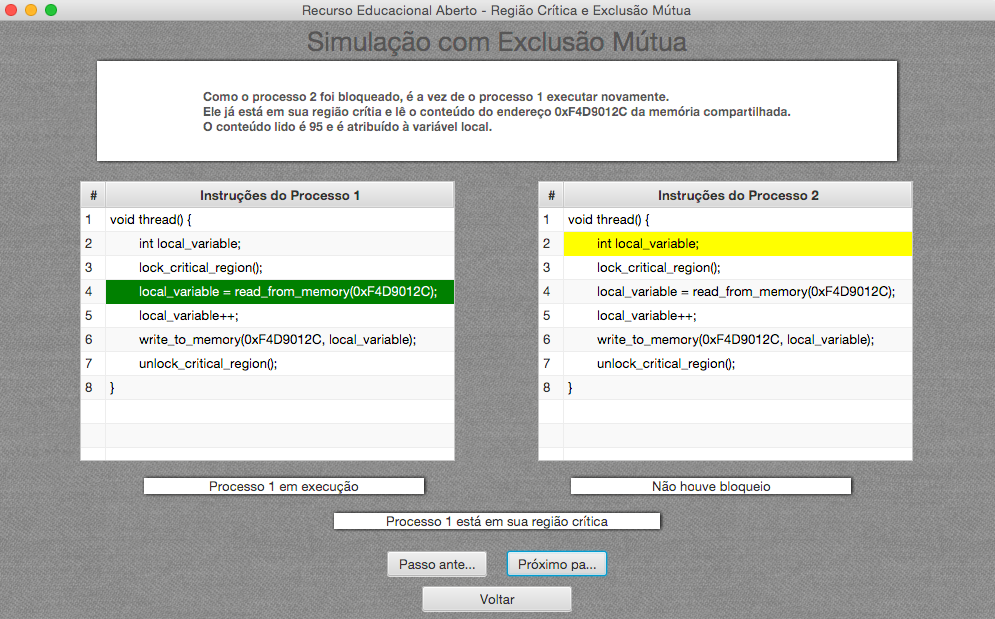 Recurso Educacional Aberto - Região Crítica e Exclusão Mútua
Simulação com Exclusão Mútua
Como o processo 2 foi bloqueado, é a vez de o processo 1 executar novamente.
Ele já está em sua região crítia e lê o conteúdo do endereço 0xF4D9012C da memória compartilhada.
O conteúdo lido é 95 e é atribuído à variável local.
# Instruções do Processo 1
1 void thread() {
2 int local_variable;
3 lock_critical_region();
4 local_variable = read_from_memory(0xF4D9012C);
5 local_variable++;
6 write_to_memory(0xF4D9012C, local_variable);
7 unlock_critical_region();
8 }
# Instruções do Processo 2
1 void thread() {
2 int local_variable;
3 lock_critical_region();
4 local_variable = read_from_memory(0xF4D9012C);
5 local_variable++;
6 write_to_memory(0xF4D9012C, local_variable);
7 unlock_critical_region();
8 }
Processo 1 em execução
Não houve bloqueio
Processo 1 está em sua região crítica
Passo ante...
Próximo pa...
Voltar